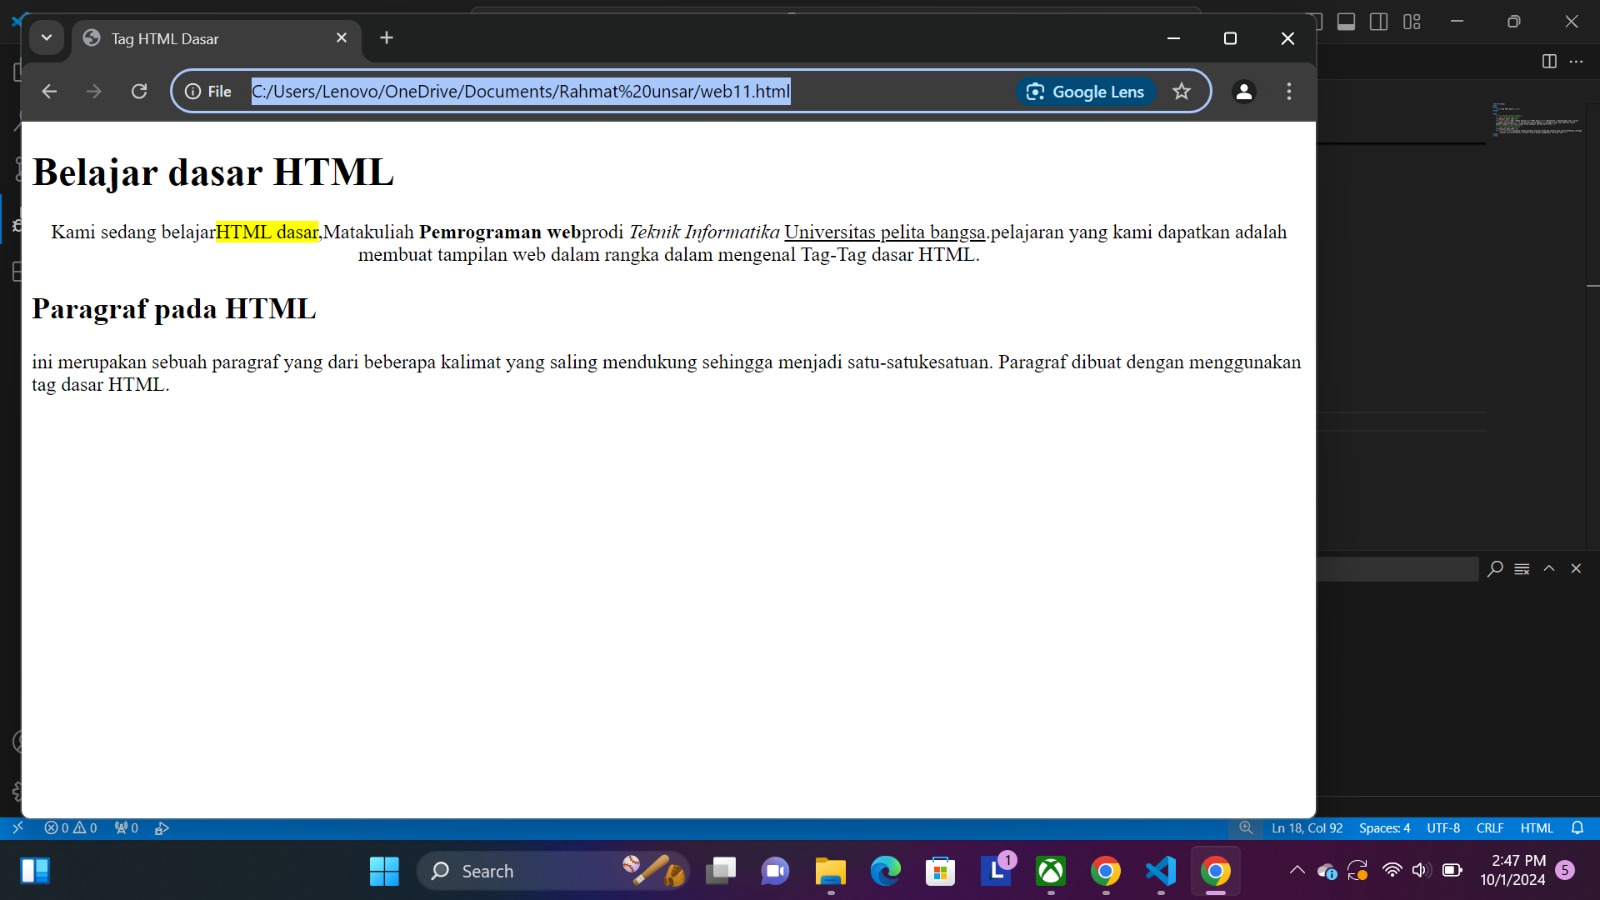 Tag HTML Dasar
File C:/Users/Lenovo/OneDrive/Documents/Rahmat%20unsar/web11.html Google Lens
Belajar dasar HTML
Kami sedang belajarHTML dasar,Matakuliah Pemrograman webprodi Teknik Informatika Universitas pelita bangsa.pelajaran yang kami dapatkan adalah
membuat tampilan web dalam rangka dalam mengenal Tag-Tag dasar HTML.
Paragraf pada HTML
ini merupakan sebuah paragraf yang dari beberapa kalimat yang saling mendukung sehingga menjadi satu-satukesatuan. Paragraf dibuat dengan menggunakan
tag dasar HTML.
0 0 0 Ln 18, Col 92 Spaces: 4 UTF-8 CRLF HTML
Search L 1 2:47 PM
10/1/2024 5